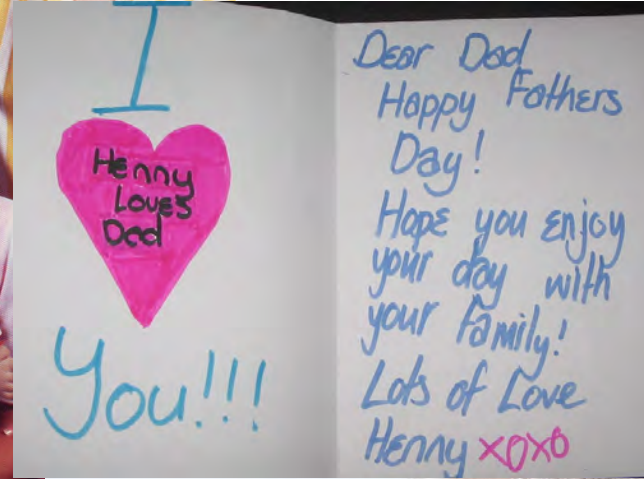 I
Henny
Loves
Dad
You!!!
Dear Dad
Happy Fathers
Day!
Hope you enjoy
your day with
your family!
Lots of Love
Henny xoxo